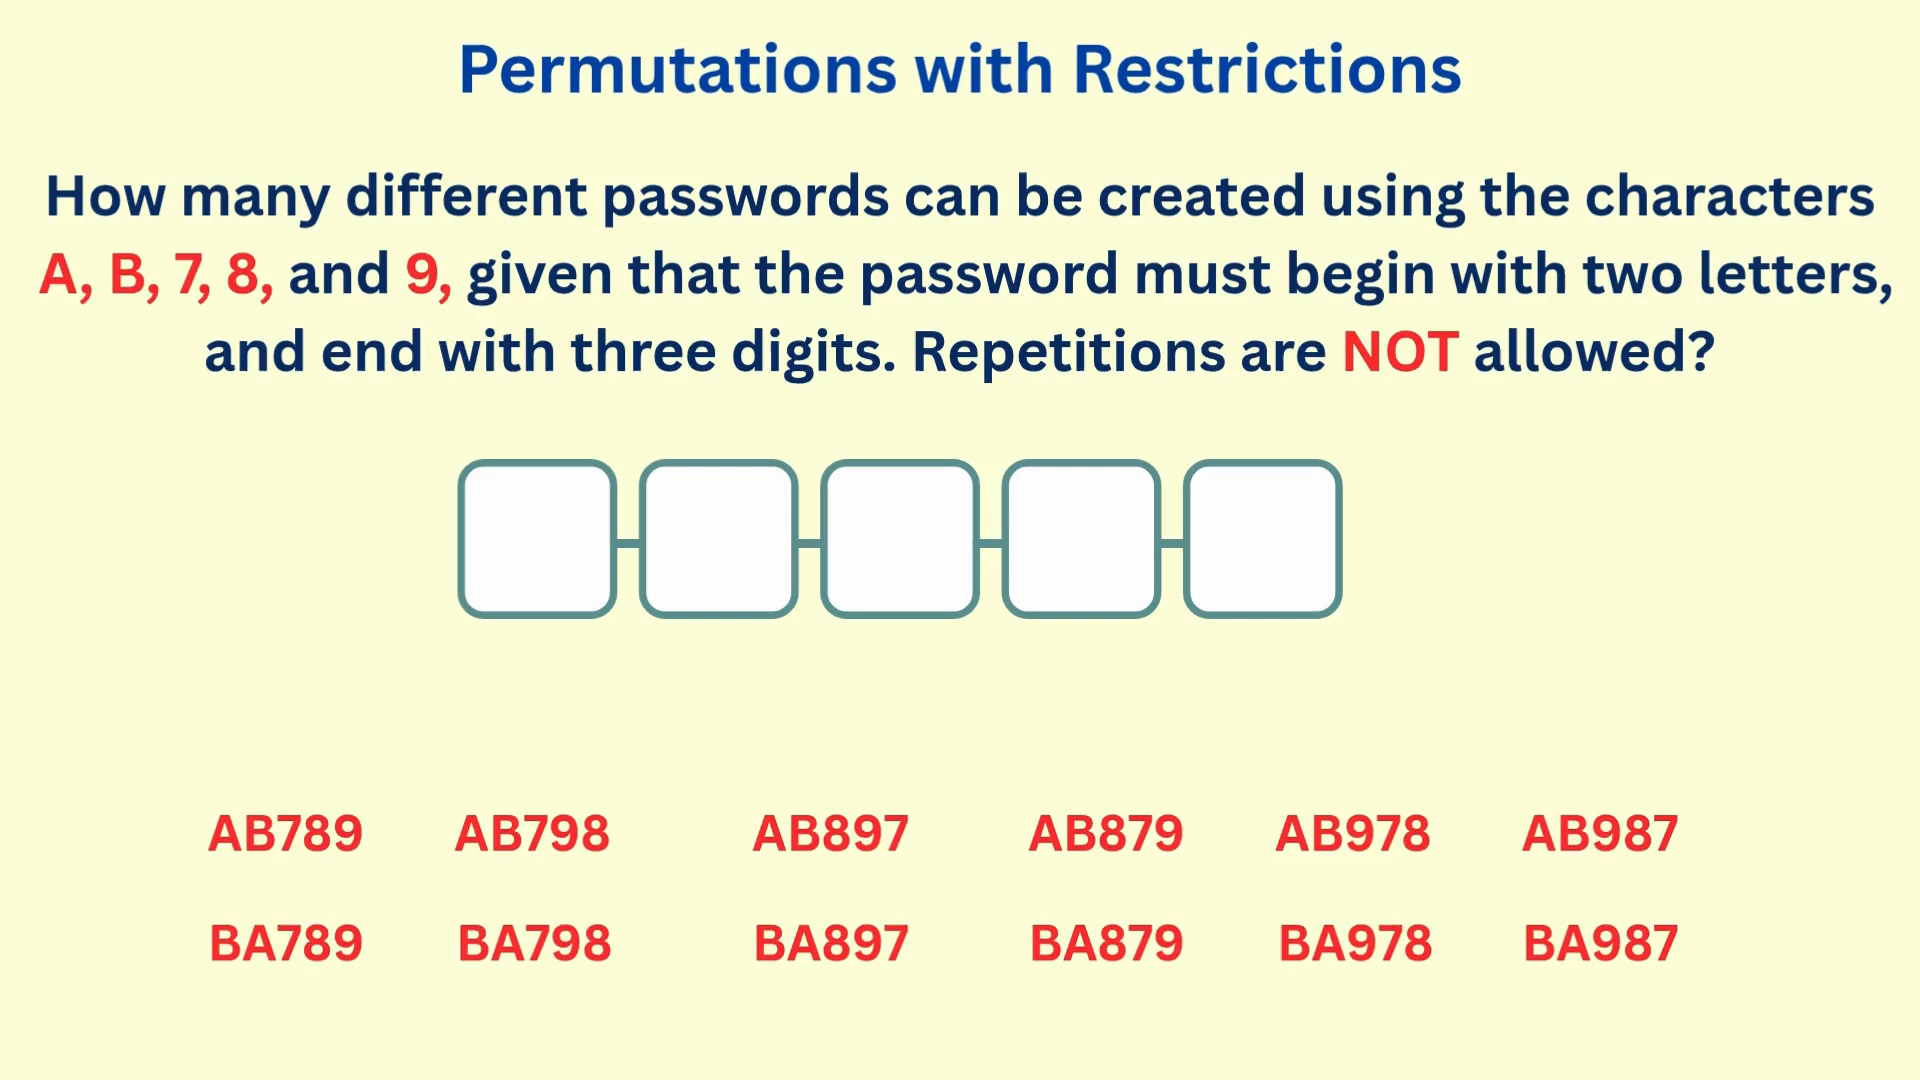 Permutations with Restrictions
How many different passwords can be created using the characters
A, B, 7, 8, and 9, given that the password must begin with two letters,
and end with three digits. Repetitions are NOT allowed?
AB789 AB798 AB897 AB879 AB978 AB987
BA789 BA798 BA897 BA879 BA978 BA987